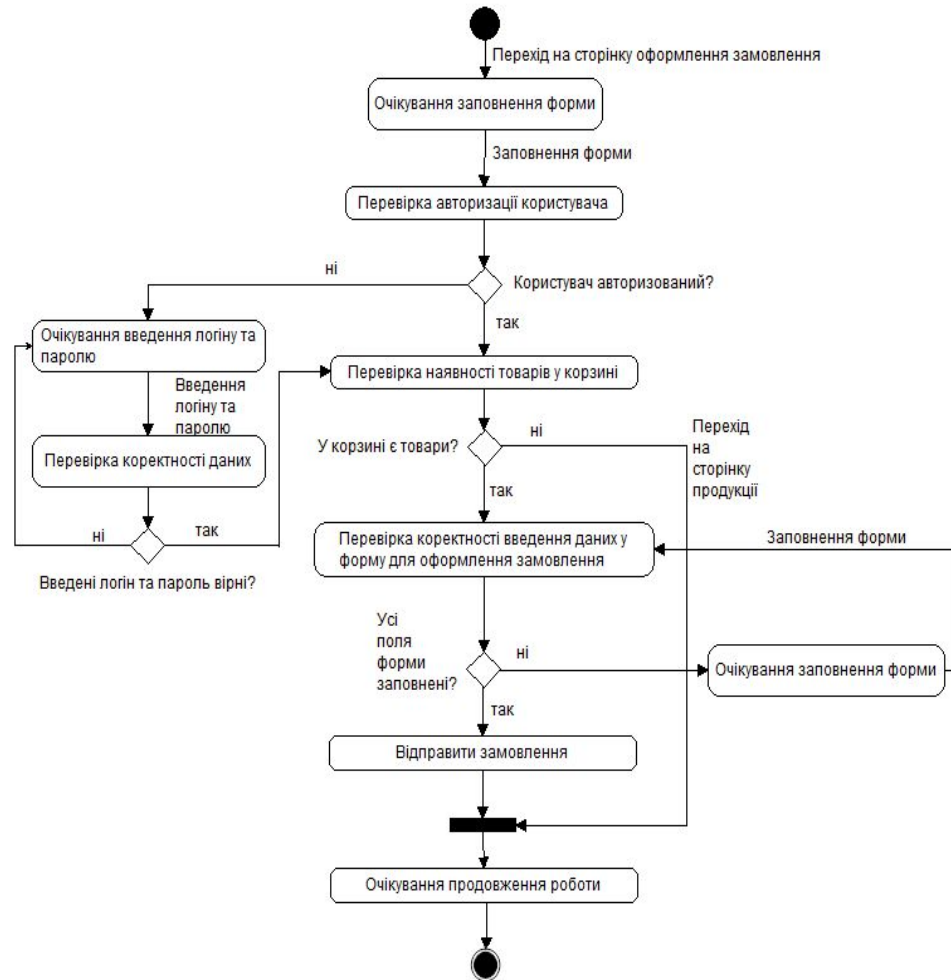 Перехід на сторінку оформлення замовлення
Очікування заповнення форми
Заповнення форми
Перевірка авторизації користувача
ні
Користувач авторизований?
так
Очікування введення логіну та
паролю
Введення
логіну та
паролю
Перевірка коректності даних
ні
так
Введені логін та пароль вірні?
Перевірка наявності товарів у корзині
У корзині є товари?
ні
Перехід
на
сторінку
продукції
так
Перевірка коректності введення даних у
форму для оформлення замовлення
Заповнення форми
Усі
поля
форми
заповнені?
ні
Очікування заповнення форми
так
Відправити замовлення
Очікування продовження роботи